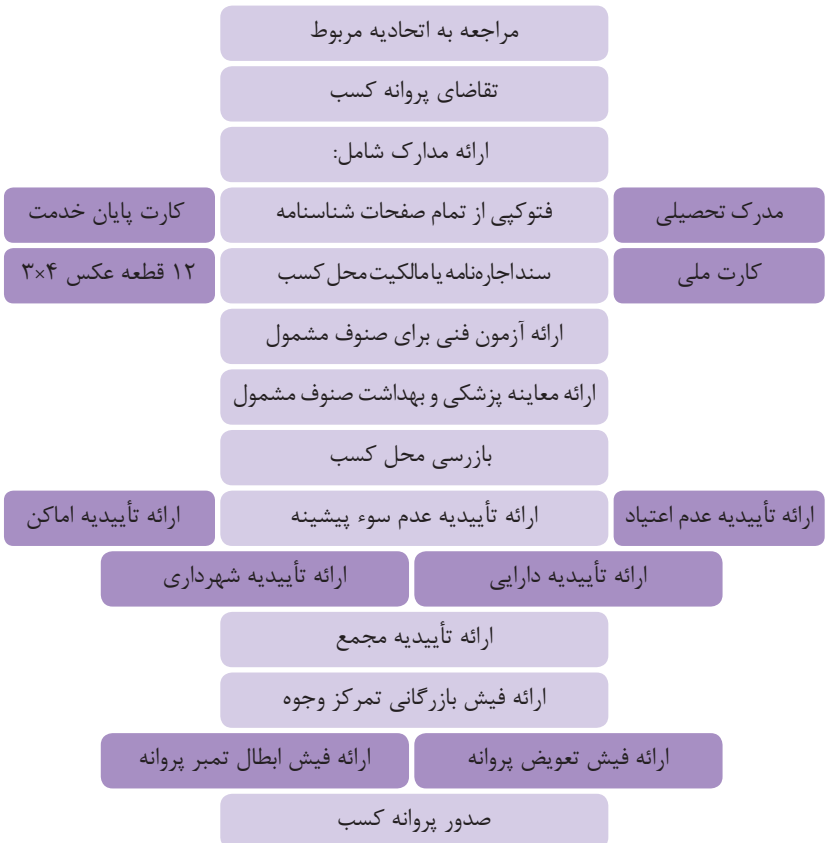 مراجعه به اتحادیه مربوط
تقاضای پروانه کسب
ارائه مدارک شامل:
مدرک تحصیلی
فتوکپی از تمام صفحات شناسنامه
کارت پایان خدمت
کارت ملی
سند اجاره‌نامه یا مالکیت محل کسب
۱۲ قطعه عکس ۴×۳
ارائه آزمون فنی برای صنوف مشمول
ارائه معاینه پزشکی و بهداشت صنوف مشمول
بازرسی محل کسب
ارائه تأییدیه عدم اعتیاد
ارائه تأییدیه عدم سوء پیشینه
ارائه تأییدیه اماکن
ارائه تأییدیه دارایی
ارائه تأییدیه شهرداری
ارائه تأییدیه مجمع
ارائه فیش بازرگانی تمرکز وجوه
ارائه فیش تعویض پروانه
ارائه فیش ابطال تمبر پروانه
صدور پروانه کسب